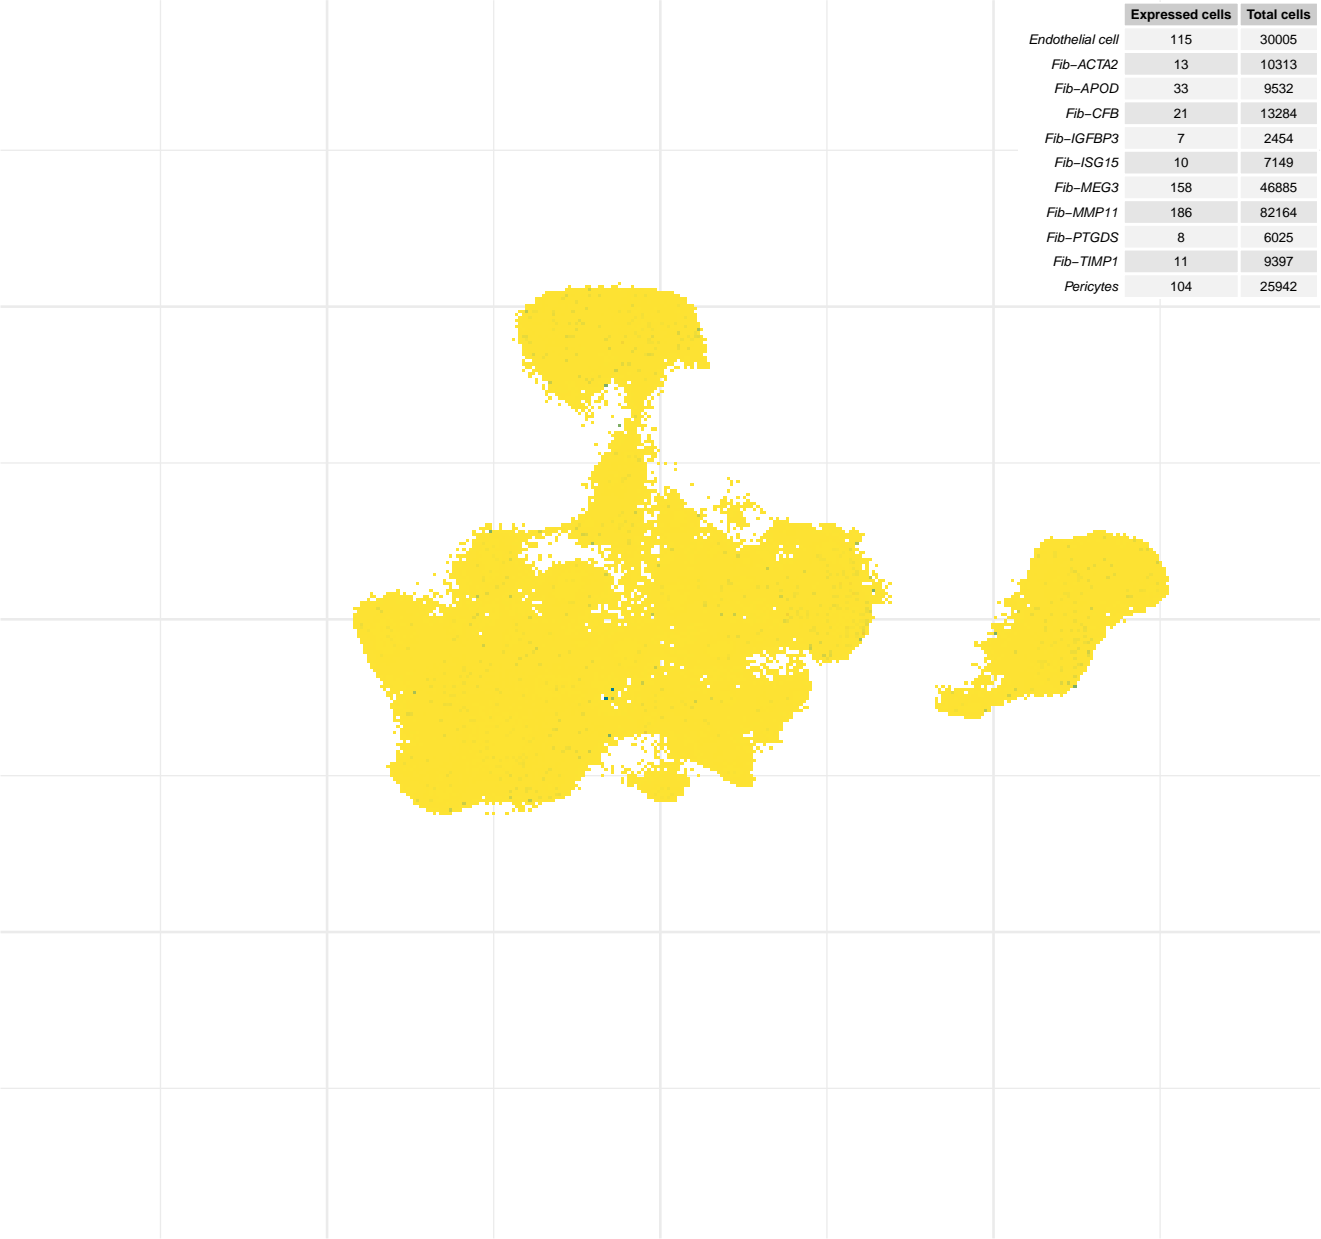 Expressed cells Total cells
Endothelial cell 115 30005
Fib−ACTA2 13 10313
Fib−APOD 33 9532
Fib−CFB 21 13284
Fib−IGFBP3 7 2454
Fib−ISG15 10 7149
Fib−MEG3 158 46885
Fib−MMP11 186 82164
Fib−PTGDS 8 6025
Fib−TIMP1 11 9397
Pericytes 104 25942